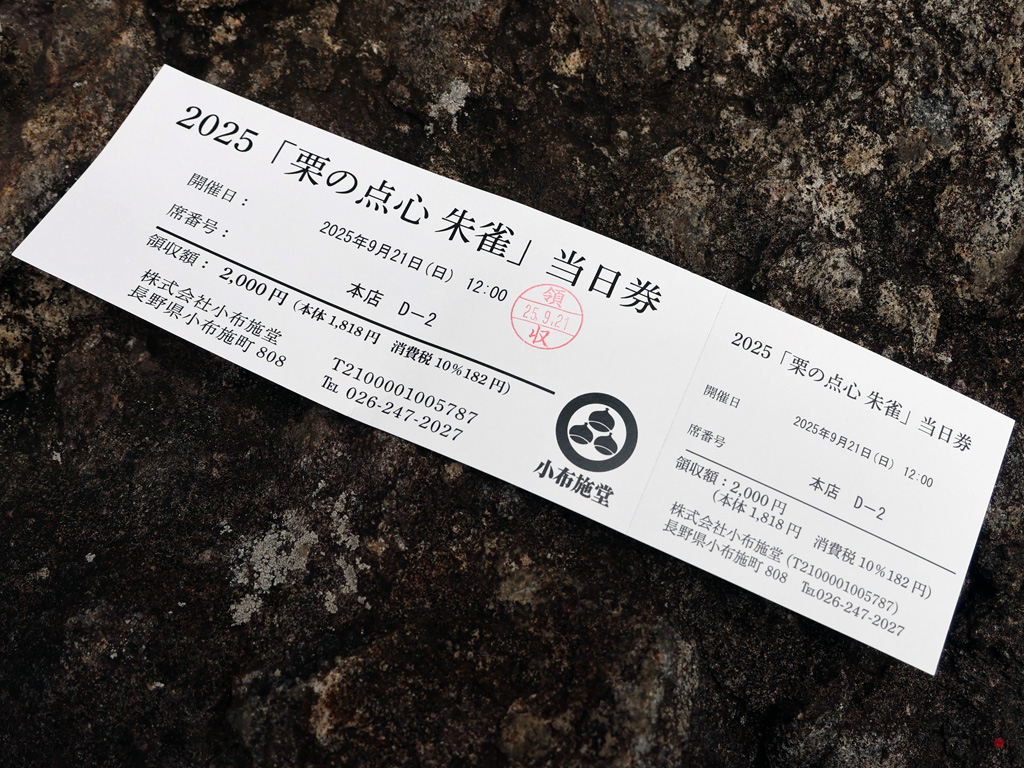 2025「栗の点心 朱雀」当日券
開催日： 2025年9月21日（日） 12:00
席番号： 本店 D-2
領収額： 2,000円（本体 1,818円 消費税 10%182円）
株式会社小布施堂 T2100001005787
長野県小布施町 808 ℡ 026-247-2027
領
25.9.21
収
小布施堂
2025「栗の点心 朱雀」当日券
開催日 2025年9月21日（日） 12:00
席番号 本店 D-2
領収額：2,000円
（本体 1,818円 消費税 10%182円）
株式会社小布施堂（T2100001005787）
長野県小布施町 808 ℡026-247-2027